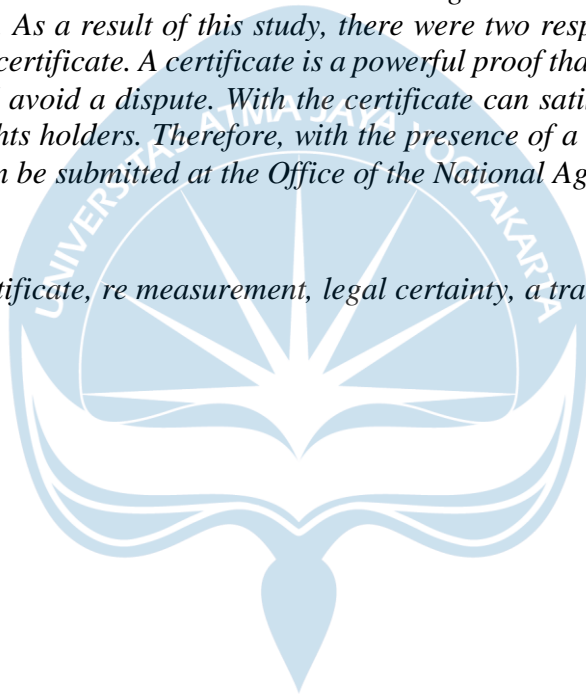 As a result of this study, there were two resp
certificate. A certificate is a powerful proof tha
avoid a dispute. With the certificate can sati
hts holders. Therefore, with the presence of a
n be submitted at the Office of the National Ag
tificate, re measurement, legal certainty, a tra
UNIVERSITAS ATMA JAYA YOGYAKARTA